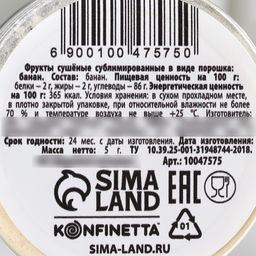 6900100475750
Фрукты сушёные сублимированные в виде порошка:
банан. Состав: банан. Пищевая ценность на 100 г:
белки – 2 г, жиры – 2 г, углеводы – 86 г. Энергетическая ценность
на 100 г: 365 ккал. Условия хранения: в сухом прохладном месте,
в плотно закрытой упаковке, при относительной влажности не более
70 % и температуре воздуха не выше +25 °С. Изготовитель:
Срок годности: 24 мес. с даты изготовления. Дата изготовления:
Масса нетто: 5 г. ТУ 10.39.25-001-31948744-2018.
Арт. 10047575
SIMA
LAND
EAC
KONFINETTA
01
SIMA-LAND.RU